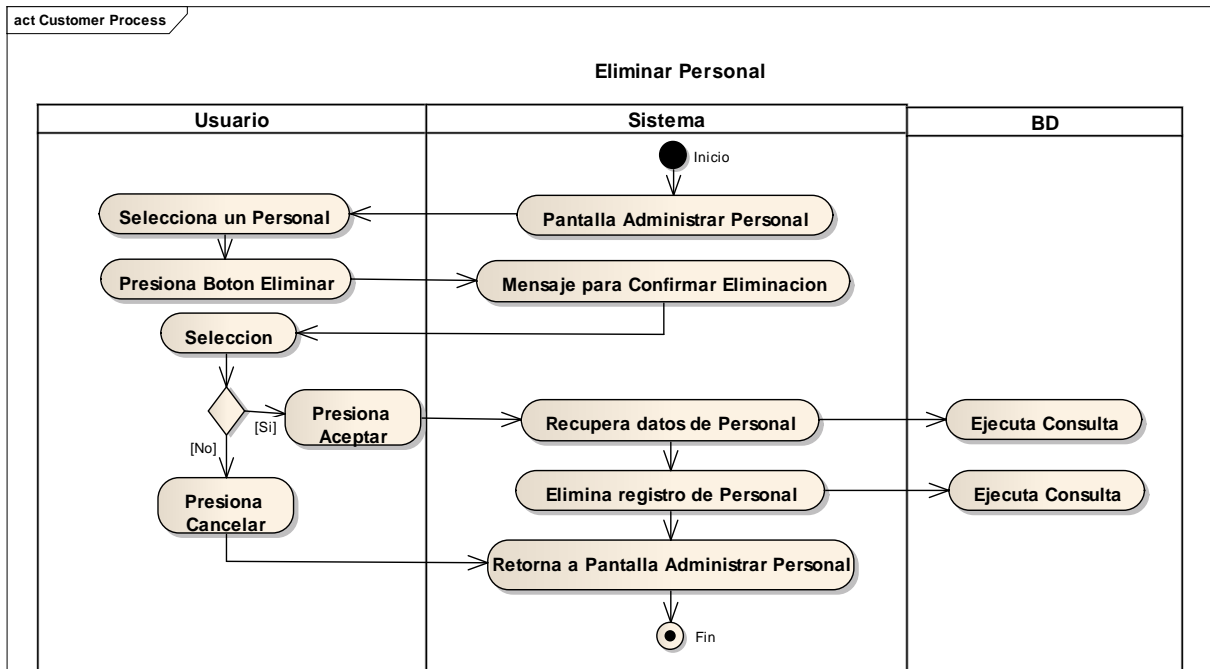 act Customer Process
Eliminar Personal
Usuario
Sistema
BD
Inicio
Selecciona un Personal
Pantalla Administrar Personal
Presiona Boton Eliminar
Mensaje para Confirmar Eliminacion
Seleccion
[Si]
Presiona
Aceptar
Recupera datos de Personal
Ejecuta Consulta
[No]
Presiona
Cancelar
Elimina registro de Personal
Ejecuta Consulta
Retorna a Pantalla Administrar Personal
Fin